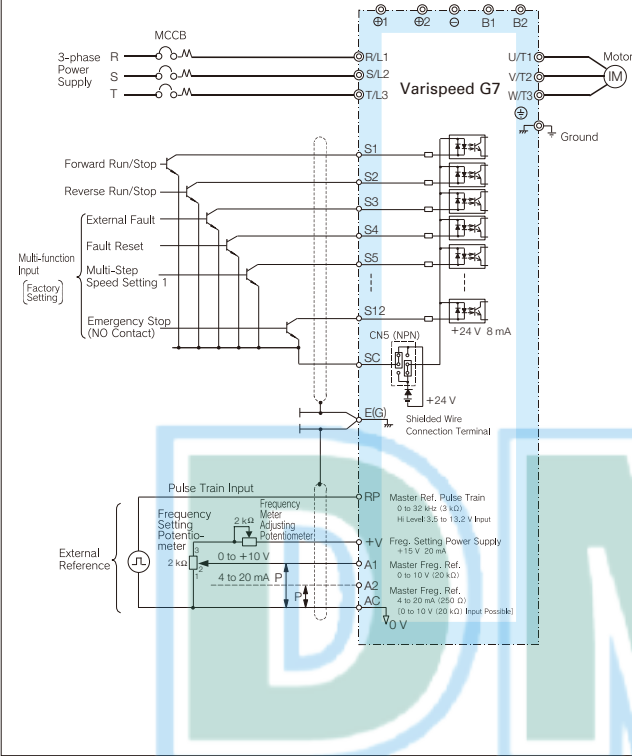 ⊕1 ⊕2 ⊖ B1 B2
MCCB
3-phase Power Supply
R
S
T
R/L1
S/L2
T/L3
Varispeed G7
U/T1
V/T2
W/T3
Motor
IM
Ground
Forward Run/Stop
Reverse Run/Stop
External Fault
Fault Reset
Multi-Step
Speed Setting 1
Emergency Stop
(NO Contact)
Multi-function
Input
Factory
Setting
S1
S2
S3
S4
S5
S12
+24 V 8 mA
CN5 (NPN)
SC
+24 V
E(G)
Shielded Wire
Connection Terminal
Pulse Train Input
RP
Master Ref. Pulse Train
0 to 32 kHz (3 kΩ)
Hi Level: 3.5 to 13.2 V Input
Frequency
Setting
Potentio-
meter
Frequency
Meter
Adjusting
Potentiometer
2 kΩ
+V
Freg. Setting Power Supply
+15 V 20 mA
External
Reference
2 kΩ
3
2
1
0 to +10 V
P
A1
Master Freg. Ref.
0 to 10 V (20 kΩ)
4 to 20 mA
P
A2
Master Freg. Ref.
4 to 20 mA (250 Ω)
[0 to 10 V (20 kΩ) Input Possible]
AC
0 V
DM